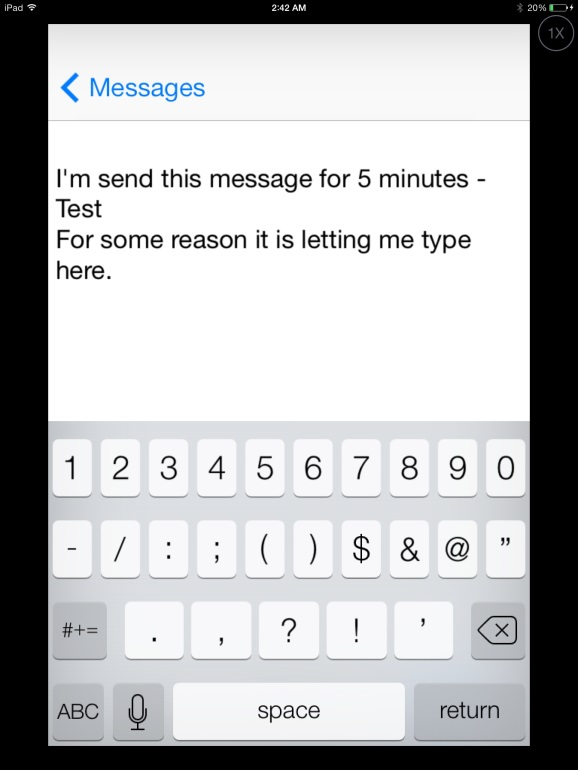 iPad 2:42 AM 20%
1X
Messages
I'm send this message for 5 minutes -
Test
For some reason it is letting me type
here.
1 2 3 4 5 6 7 8 9 0
- / : ; ( ) $ & @ ”
#+= . , ? ! ’
ABC space return